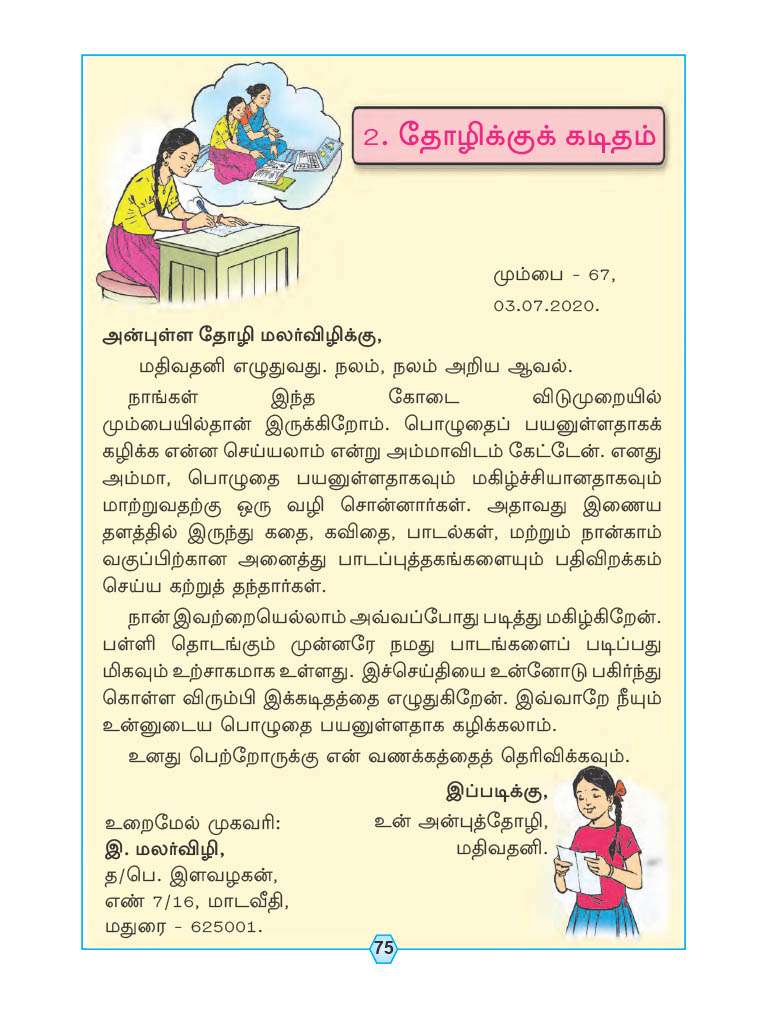 2. தோழிக்குக் கடிதம்
மும்பை - 67,
03.07.2020.
அன்புள்ள தோழி மலர்விழிக்கு,
மதிவதனி எழுதுவது. நலம், நலம் அறிய ஆவல்.
நாங்கள் இந்த கோடை விடுமுறையில்
மும்பையில்தான் இருக்கிறோம். பொழுதைப் பயனுள்ளதாகக்
கழிக்க என்ன செய்யலாம் என்று அம்மாவிடம் கேட்டேன். எனது
அம்மா, பொழுதை பயனுள்ளதாகவும் மகிழ்ச்சியானதாகவும்
மாற்றுவதற்கு ஒரு வழி சொன்னார்கள். அதாவது இணைய
தளத்தில் இருந்து கதை, கவிதை, பாடல்கள், மற்றும் நான்காம்
வகுப்பிற்கான அனைத்து பாடப்புத்தகங்களையும் பதிவிறக்கம்
செய்ய கற்றுத் தந்தார்கள்.
நான் இவற்றையெல்லாம் அவ்வப்போது படித்து மகிழ்கிறேன்.
பள்ளி தொடங்கும் முன்னரே நமது பாடங்களைப் படிப்பது
மிகவும் உற்சாகமாக உள்ளது. இச்செய்தியை உன்னோடு பகிர்ந்து
கொள்ள விரும்பி இக்கடிதத்தை எழுதுகிறேன். இவ்வாறே நீயும்
உன்னுடைய பொழுதை பயனுள்ளதாக கழிக்கலாம்.
உனது பெற்றோருக்கு என் வணக்கத்தைத் தெரிவிக்கவும்.
இப்படிக்கு,
உன் அன்புத்தோழி,
மதிவதனி.
உறைமேல் முகவரி:
இ. மலர்விழி,
த/பெ. இளவழகன்,
எண் 7/16, மாடவீதி,
மதுரை - 625001.
75